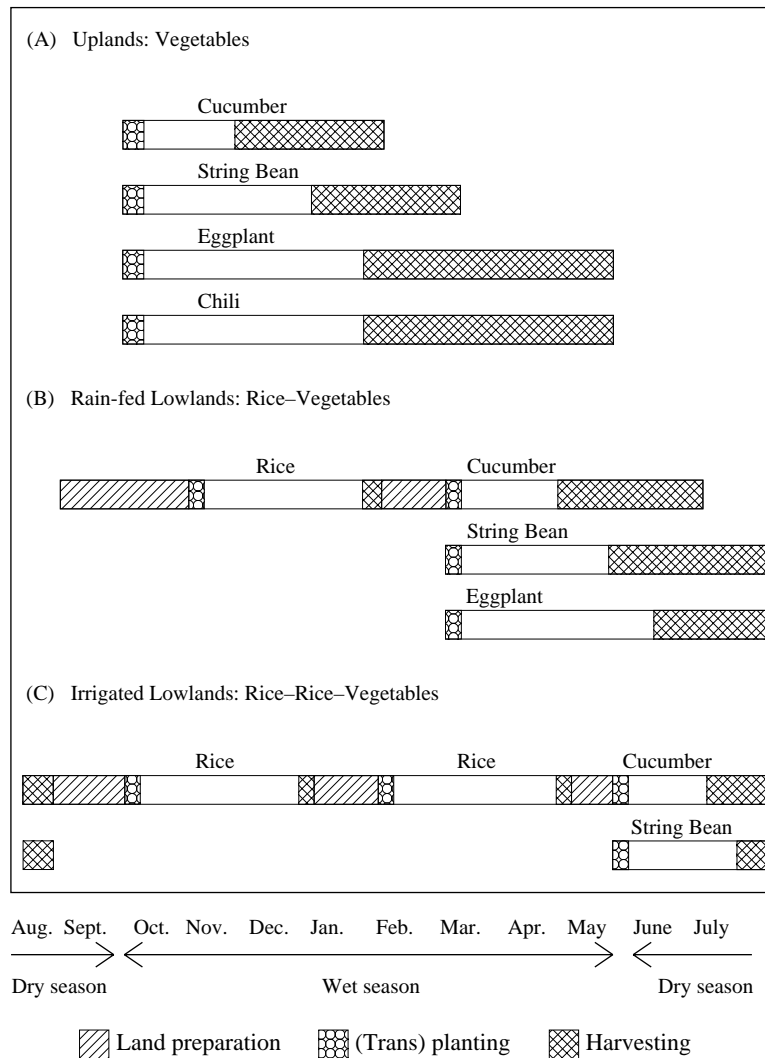 (A) Uplands: Vegetables
Cucumber
String Bean
Eggplant
Chili
(B) Rain-fed Lowlands: Rice–Vegetables
Rice Cucumber
String Bean
Eggplant
(C) Irrigated Lowlands: Rice–Rice–Vegetables
Rice Rice Cucumber
String Bean
Aug. Sept. Oct. Nov. Dec. Jan. Feb. Mar. Apr. May June July
Dry season Wet season Dry season
Land preparation (Trans) planting Harvesting